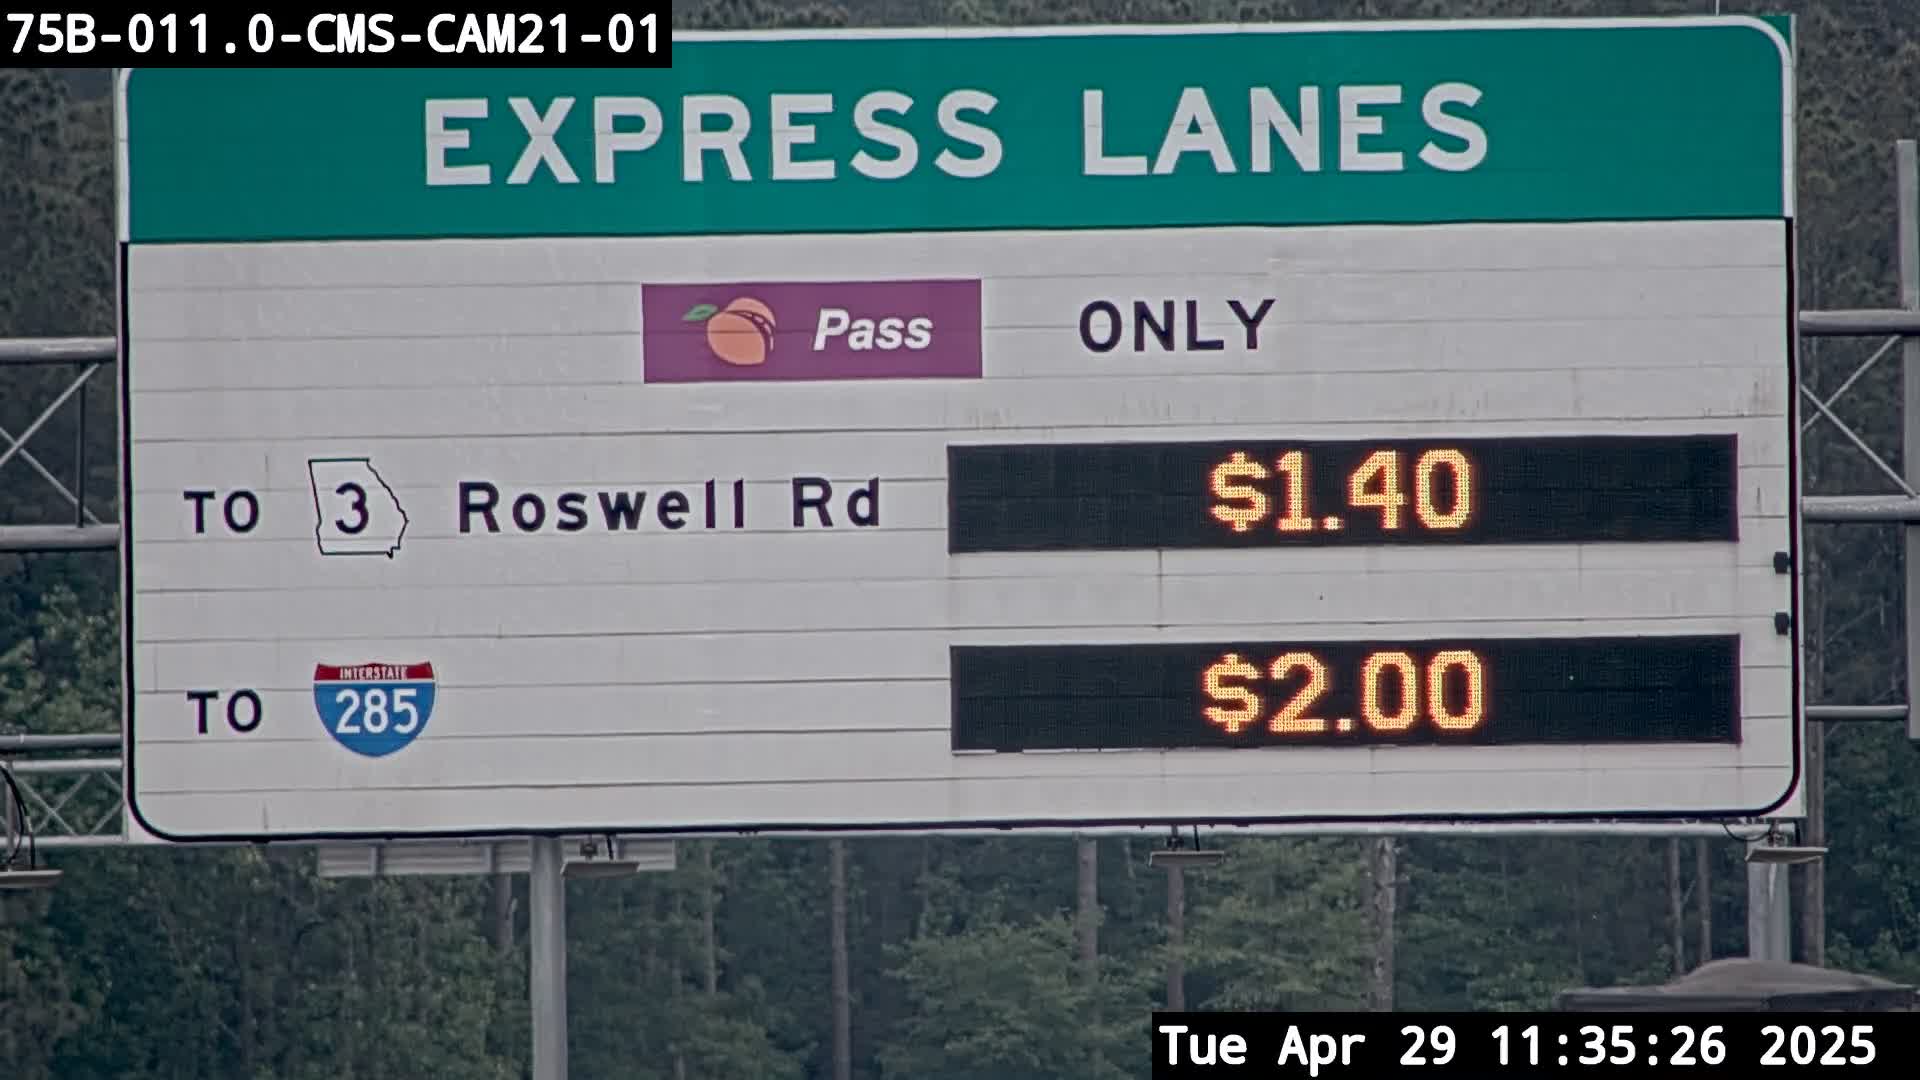 75B-011.0-CMS-CAM21-01
EXPRESS LANES
Pass ONLY
TO 3 Roswell Rd $1.40
INTERSTATE
TO 285 $2.00
Tue Apr 29 11:35:26 2025